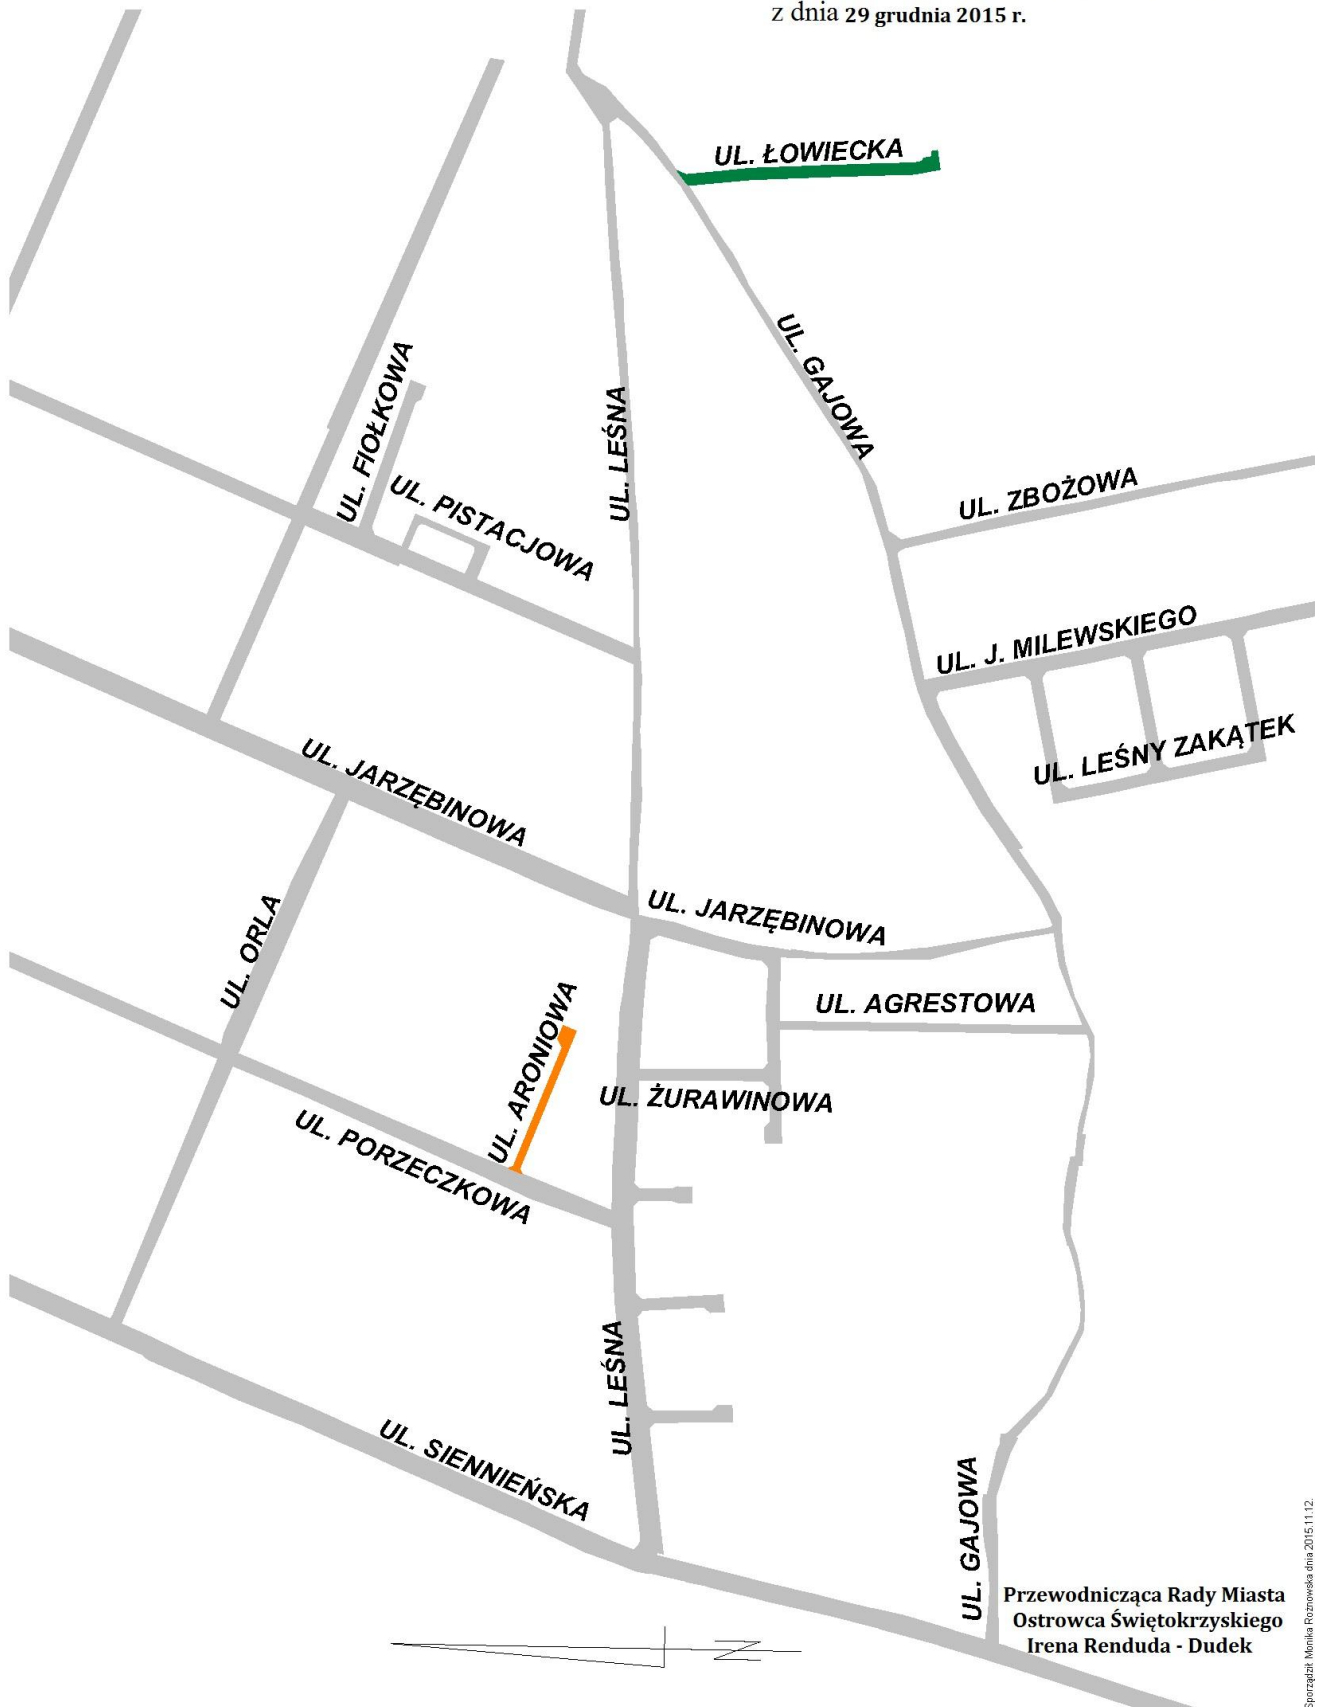 z dnia 29 grudnia 2015 r.
UL. ŁOWIECKA
UL. GAJOWA
UL. FIOŁKOWA
UL. LEŚNA
UL. PISTACJOWA
UL. ZBOŻOWA
UL. J. MILEWSKIEGO
UL. LEŚNY ZAKĄTEK
UL. JARZĘBINOWA
UL. JARZĘBINOWA
UL. ORLA
UL. ARONIOWA
UL. AGRESTOWA
UL. ŻURAWINOWA
UL. PORZECZKOWA
UL. LEŚNA
UL. SIENNIEŃSKA
UL. GAJOWA
Przewodnicząca Rady Miasta
Ostrowca Świętokrzyskiego
Irena Renduda - Dudek
N
Sporządził: Monika Rożnowska dnia 2015.11.12.